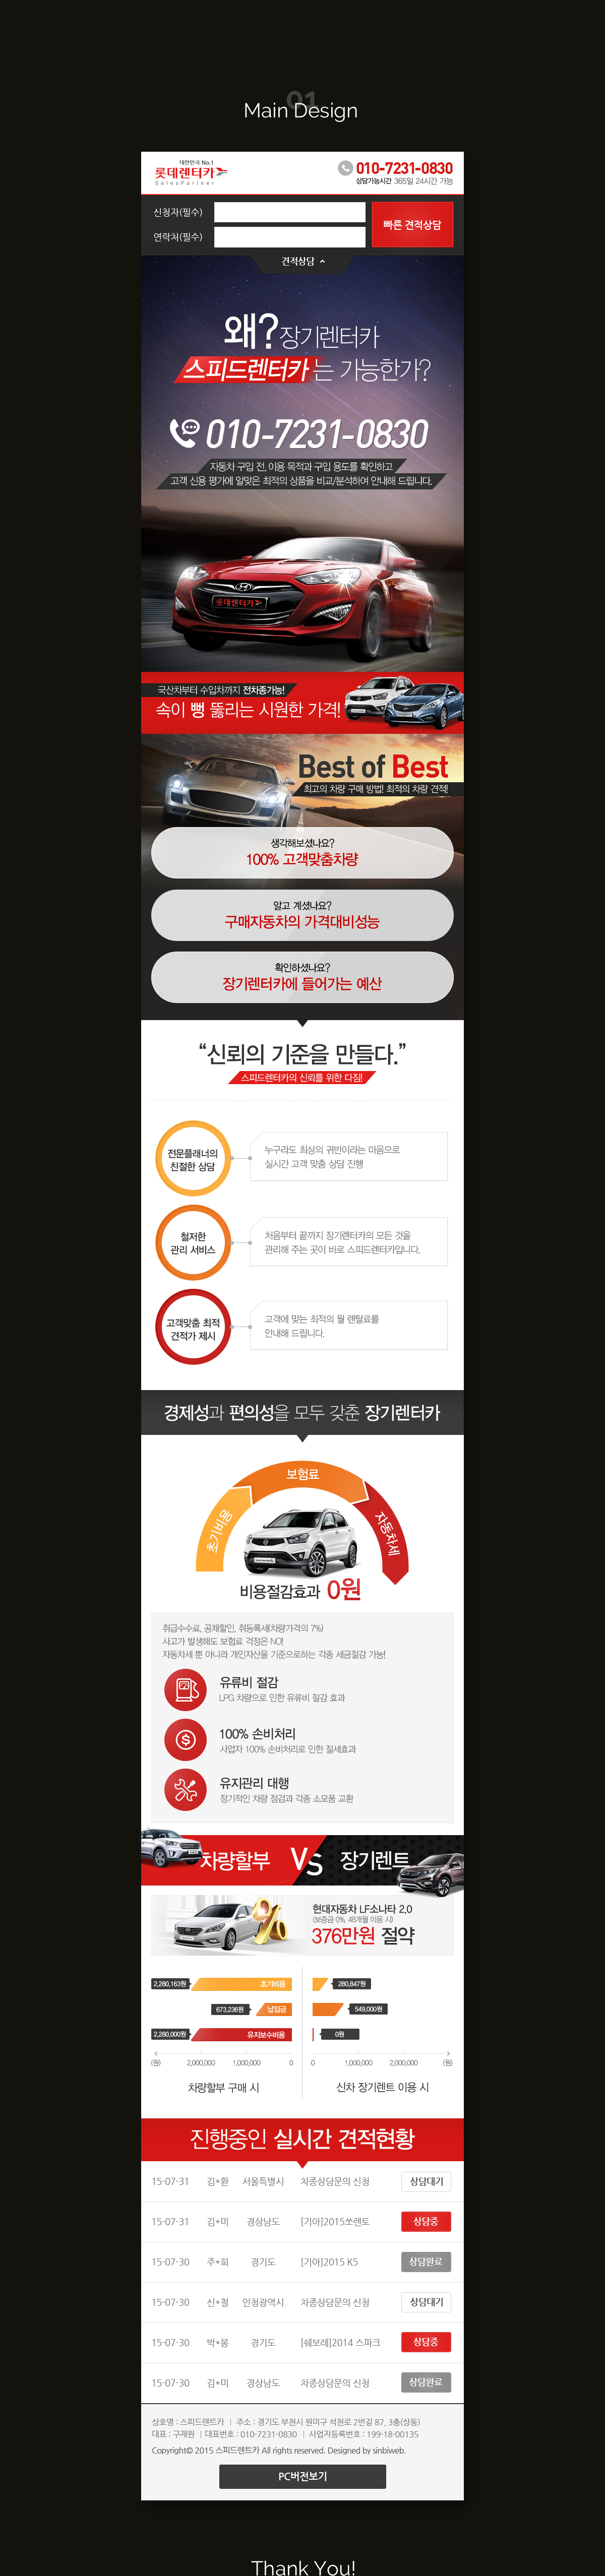 01
Main Design
대한민국 No.1
롯데렌터카
SalesPartner
010-7231-0830
상담가능시간 365일 24시간 가능
신청자(필수)
연락처(필수)
빠른 견적상담
견적상담
왜? 장기렌터카
스피드렌터카는 가능한가?
010-7231-0830
자동차 구입 전, 이용 목적과 구입 용도를 확인하고
고객 신용 평가에 알맞은 최적의 상품을 비교/분석하여 안내해 드립니다.
롯데렌터카
국산차부터 수입차까지 전차종가능!
속이 뻥 뚫리는 시원한 가격!
Best of Best
최고의 차량 구매 방법! 최적의 차량 견적!
생각해보셨나요?
100% 고객맞춤차량
알고 계셨나요?
구매자동차의 가격대비성능
확인하셨나요?
장기렌터카에 들어가는 예산
“신뢰의 기준을 만들다.”
스피드렌터카의 신뢰를 위한 다짐!
전문플래너의
친절한 상담
누구라도 최상의 귀빈이라는 마음으로
실시간 고객 맞춤 상담 진행
철저한
관리 서비스
처음부터 끝까지 장기렌터카의 모든 것을
관리해 주는 곳이 바로 스피드렌터카입니다.
고객맞춤 최적
견적가 제시
고객에 맞는 최적의 월 렌탈료를
안내해 드립니다.
경제성과 편의성을 모두 갖춘 장기렌터카
초기비용
보험료
자동차세
비용절감효과 0원
취급수수료, 공채할인, 취등록세(차량가격의 7%)
사고가 발생해도 보험료 걱정은 NO!
자동차세 뿐 아니라 개인자산을 기준으로하는 각종 세금절감 가능!
유류비 절감
LPG 차량으로 인한 유류비 절감 효과
100% 손비처리
사업자 100% 손비처리로 인한 절세효과
유지관리 대행
정기적인 차량 점검과 각종 소모품 교환
차량할부 VS 장기렌트
현대자동차 LF소나타 2.0
(보증금 0%, 48개월 이용 시)
376만원 절약
2,280,163원 초기비용 280,847원
673,236원 납입금 549,000원
2,280,000원 유지보수비용 0원
(원) 2,000,000 1,000,000 0 0 1,000,000 2,000,000 (원)
차량할부 구매 시 신차 장기렌트 이용 시
진행중인 실시간 견적현황
15-07-31 김*환 서울특별시 차종상담문의 신청 상담대기
15-07-31 김*미 경상남도 [기아]2015쏘렌토 상담중
15-07-30 주*희 경기도 [기아]2015 K5 상담완료
15-07-30 신*철 인청광역시 차종상담문의 신청 상담대기
15-07-30 박*봉 경기도 [쉐보레]2014 스파크 상담중
15-07-30 김*미 경상남도 차종상담문의 신청 상담완료
상호명 : 스피드렌트카 | 주소 : 경기도 부천시 원미구 석천로 2번길 87, 3층(상동)
대표 : 구재원 | 대표번호 : 010-7231-0830 | 사업자등록번호 : 199-18-00135
Copyright© 2015 스피드렌트카 All rights reserved. Designed by sinbiweb.
PC버전보기
Thank You!